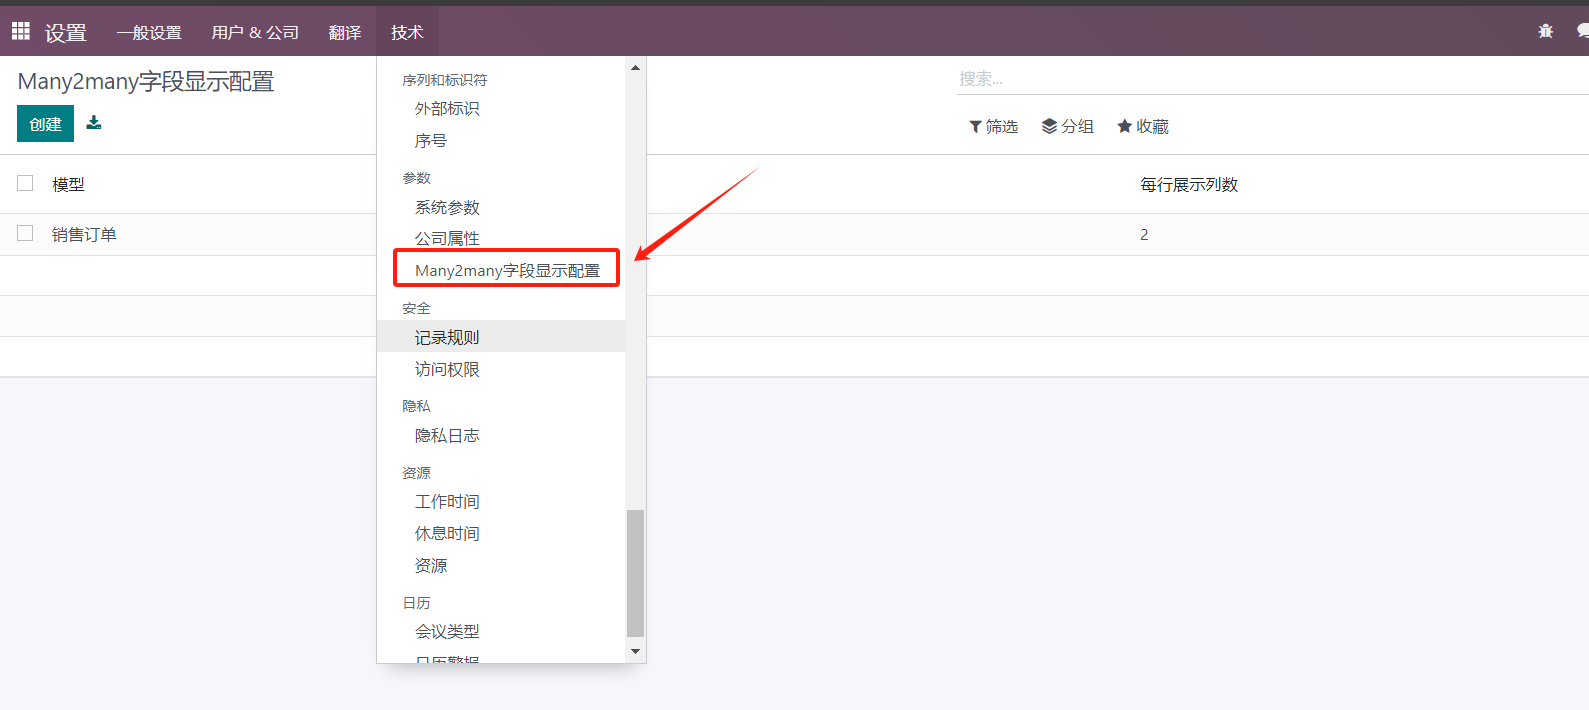 设置 一般设置 用户 & 公司 翻译 技术
Many2many字段显示配置
搜索...
创建
筛选 分组 收藏
模型 每行展示列数
销售订单 2
序列和标识符
外部标识
序号
参数
系统参数
公司属性
Many2many字段显示配置
安全
记录规则
访问权限
隐私
隐私日志
资源
工作时间
休息时间
资源
日历
会议类型
日历警报